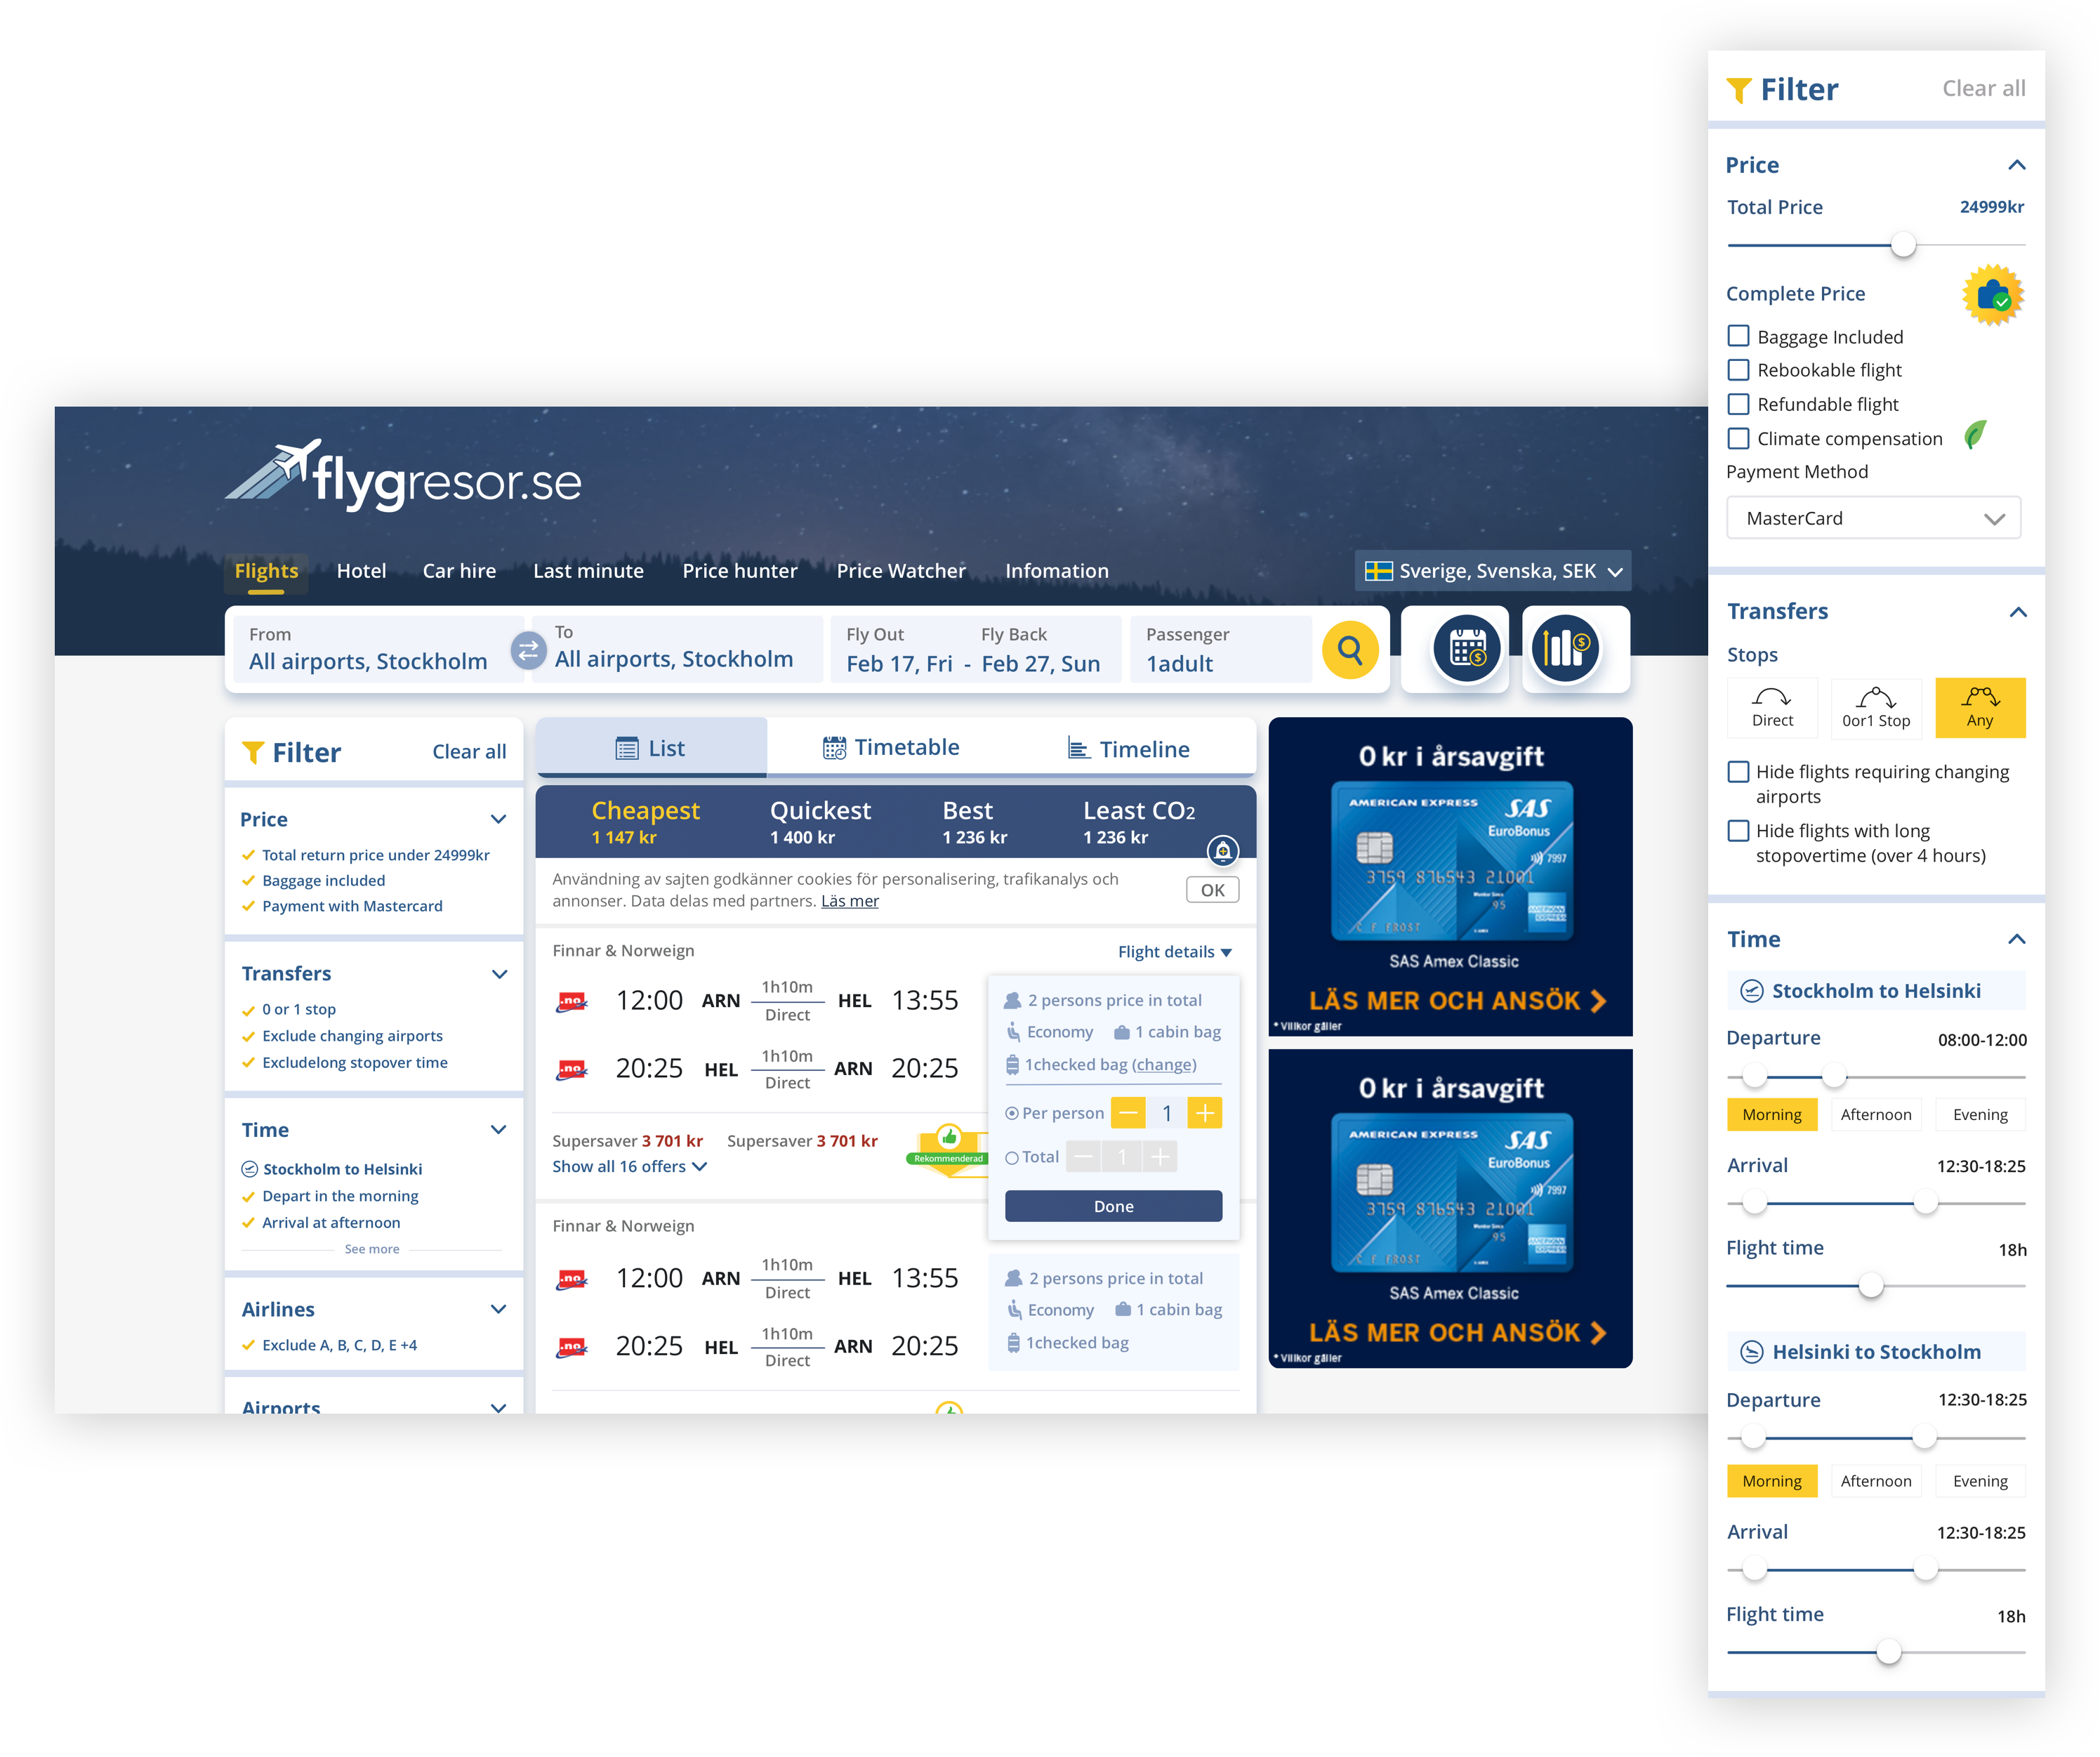 flygresor.se
Flights Hotel Car hire Last minute Price hunter Price Watcher Infomation Sverige, Svenska, SEK
From To Fly Out Fly Back Passenger
All airports, Stockholm All airports, Stockholm Feb 17, Fri - Feb 27, Sun 1adult
Filter Clear all
Price
Total return price under 24999kr
Baggage included
Payment with Mastercard
Transfers
0 or 1 stop
Exclude changing airports
Excludelong stopover time
Time
Stockholm to Helsinki
Depart in the morning
Arrival at afternoon
See more
Airlines
Exclude A, B, C, D, E +4
Airports
List Timetable Timeline
Cheapest Quickest Best Least CO2
1 147 kr 1 400 kr 1 236 kr 1 236 kr
Användning av sajten godkänner cookies för personalisering, trafikanalys och
annonser. Data delas med partners. Läs mer
OK
Finnar & Norweign Flight details
.no 12:00 ARN 1h10m HEL 13:55
Direct
.no 20:25 HEL 1h10m ARN 20:25
Direct
Supersaver 3 701 kr Supersaver 3 701 kr
Rekommenderad
Show all 16 offers
2 persons price in total
Economy 1 cabin bag
1checked bag (change)
Per person 1
Total 1
Done
Finnar & Norweign
.no 12:00 ARN 1h10m HEL 13:55
Direct
.no 20:25 HEL 1h10m ARN 20:25
Direct
2 persons price in total
Economy 1 cabin bag
1checked bag
0 kr i årsavgift
AMERICAN EXPRESS SAS
EuroBonus
7997
3759 876543 21001
95
C F FROST
AMERICAN EXPRESS
SAS Amex Classic
LÄS MER OCH ANSÖK
* Villkor gäller
0 kr i årsavgift
AMERICAN EXPRESS SAS
EuroBonus
7997
3759 876543 21001
95
C F FROST
AMERICAN EXPRESS
SAS Amex Classic
LÄS MER OCH ANSÖK
* Villkor gäller
Filter Clear all
Price
Total Price 24999kr
Complete Price
Baggage Included
Rebookable flight
Refundable flight
Climate compensation
Payment Method
MasterCard
Transfers
Stops
Direct 0or1 Stop Any
Hide flights requiring changing
airports
Hide flights with long
stopovertime (over 4 hours)
Time
Stockholm to Helsinki
Departure 08:00-12:00
Morning Afternoon Evening
Arrival 12:30-18:25
Flight time 18h
Helsinki to Stockholm
Departure 12:30-18:25
Morning Afternoon Evening
Arrival 12:30-18:25
Flight time 18h